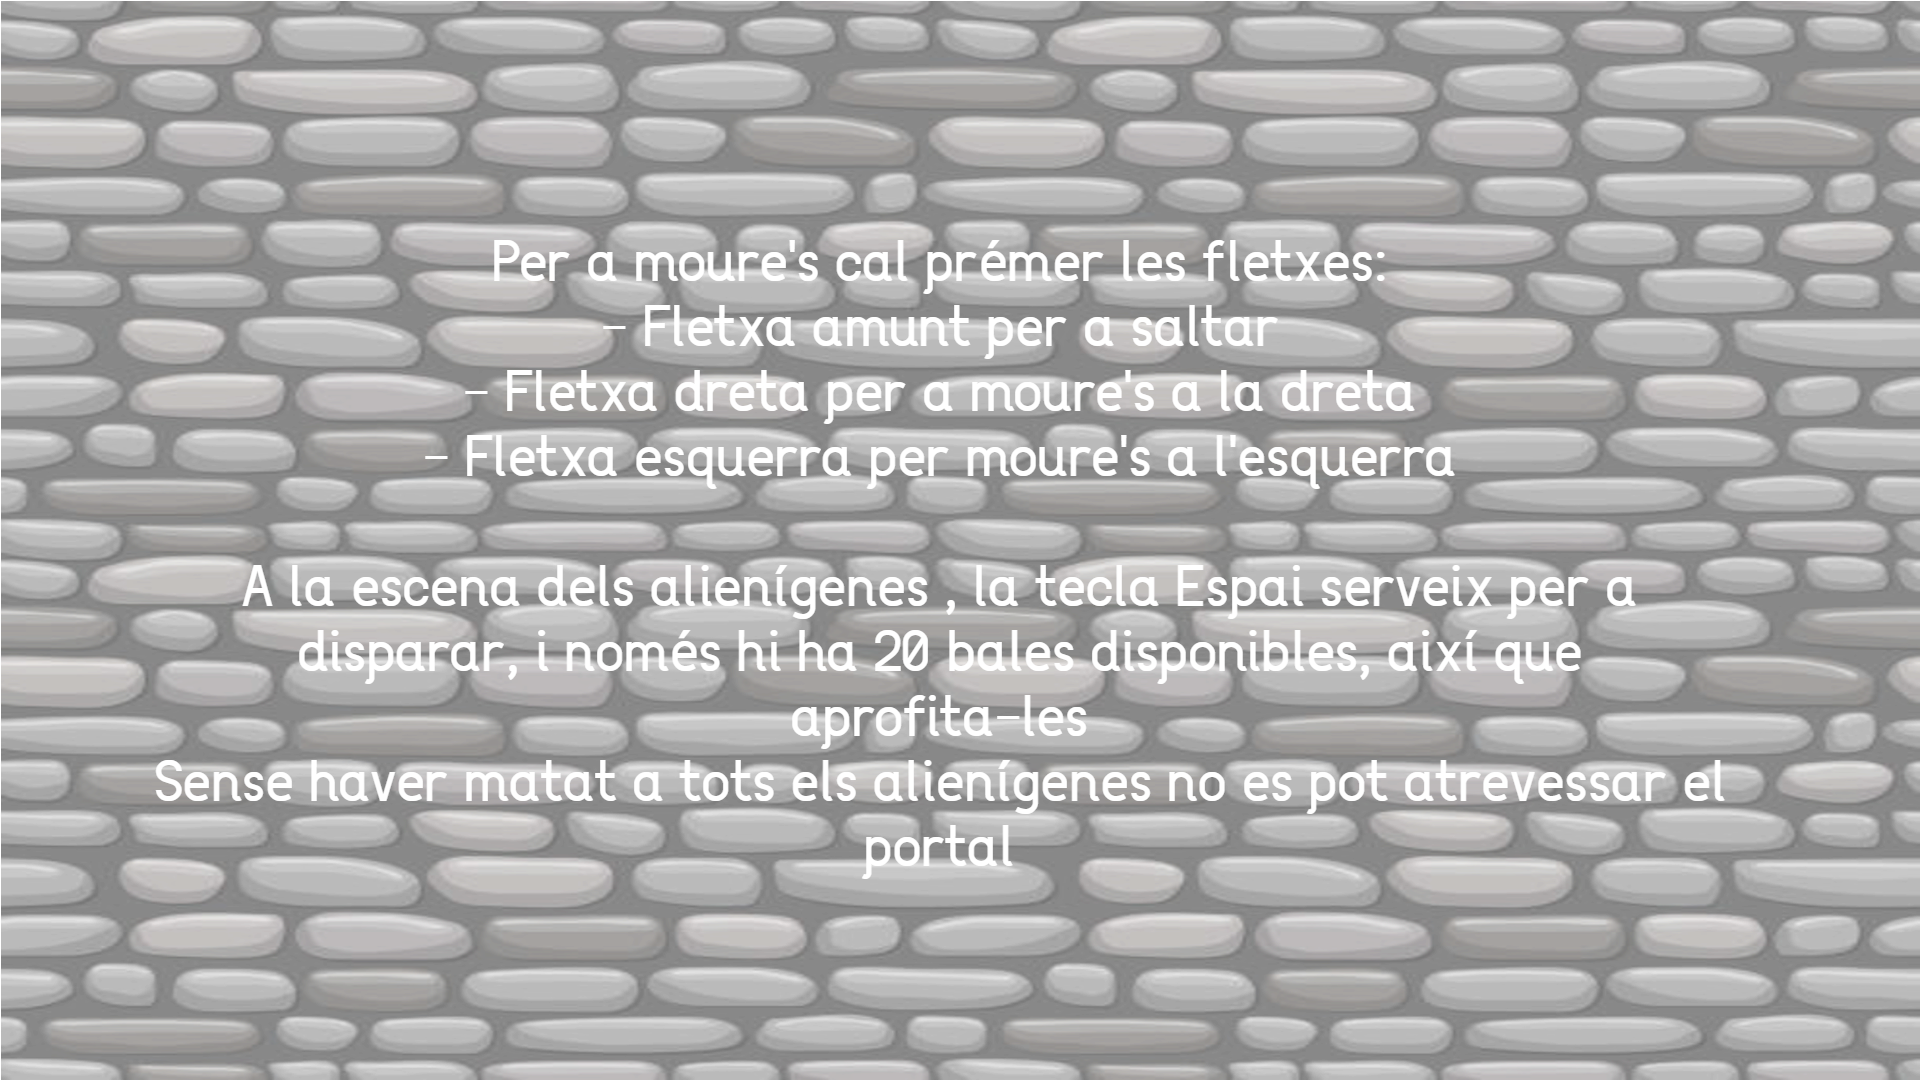 Per a moure's cal prémer les fletxes:
- Fletxa amunt per a saltar
- Fletxa dreta per a moure's a la dreta
- Fletxa esquerra per moure's a l'esquerra
A la escena dels alienígenes , la tecla Espai serveix per a
disparar, i només hi ha 20 bales disponibles, així que
aprofita-les
Sense haver matat a tots els alienígenes no es pot atrevessar el
portal